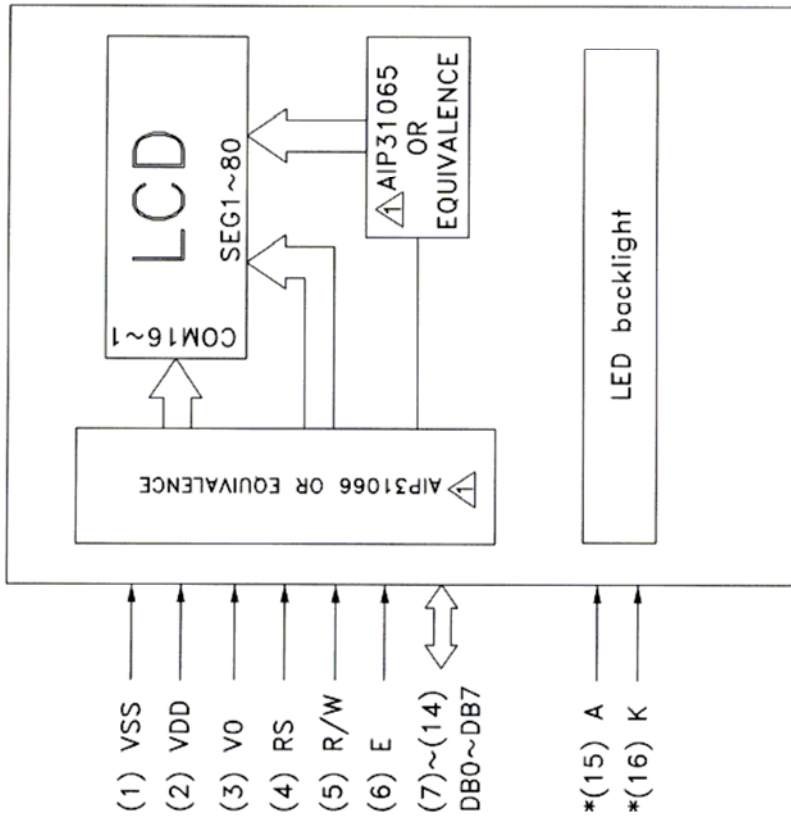 LCD
SEG1~80
COM16~1
△1 AIP31065
OR
EQUIVALENCE
△1 AIP31066 OR EQUIVALENCE
LED backlight
(1) VSS
(2) VDD
(3) V0
(4) RS
(5) R/W
(6) E
(7)~(14)
DB0~DB7
*(15) A
*(16) K